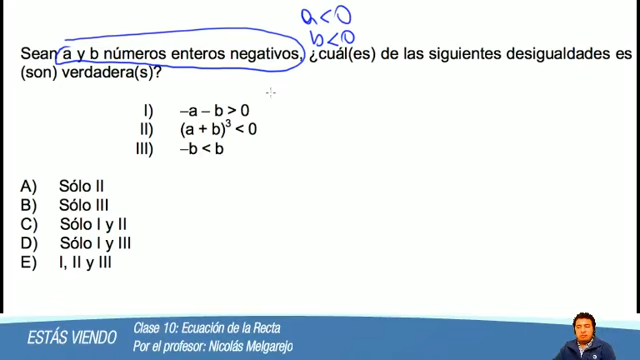 a<0
b<0
Sean a y b números enteros negativos, ¿cuál(es) de las siguientes desigualdades es
(son) verdadera(s)?
I) –a – b > 0
II) (a + b)³ < 0
III) –b < b
A) Sólo II
B) Sólo III
C) Sólo I y II
D) Sólo I y III
E) I, II y III
ESTÁS VIENDO
Clase 10: Ecuación de la Recta
Por el profesor: Nicolás Melgarejo